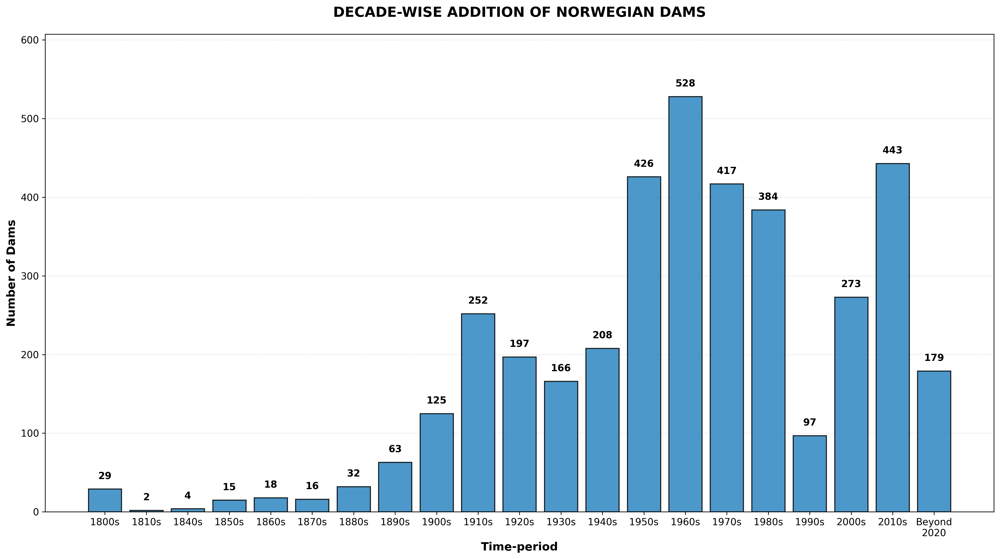 DECADE-WISE ADDITION OF NORWEGIAN DAMS
Number of Dams
600
500
400
300
200
100
0
29
2
4
15
18
16
32
63
125
252
197
166
208
426
528
417
384
97
273
443
179
1800s
1810s
1840s
1850s
1860s
1870s
1880s
1890s
1900s
1910s
1920s
1930s
1940s
1950s
1960s
1970s
1980s
1990s
2000s
2010s
Beyond
2020
Time-period